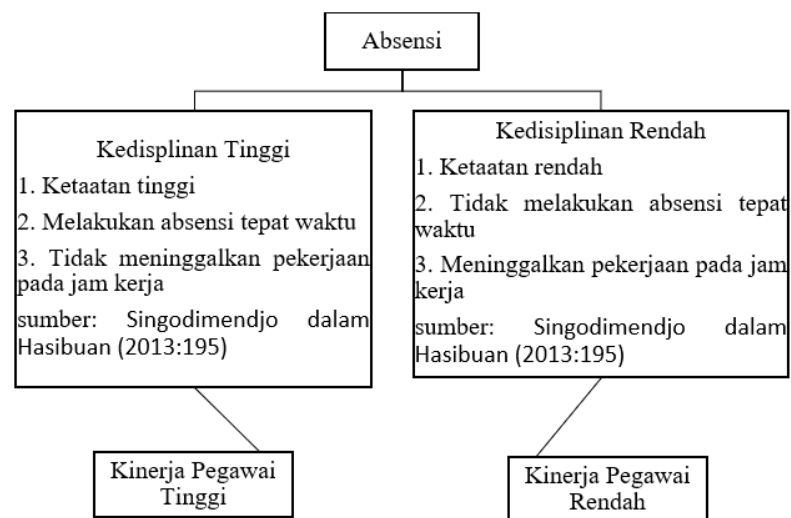 Absensi
Kedisplinan Tinggi
1. Ketaatan tinggi
2. Melakukan absensi tepat waktu
3. Tidak meninggalkan pekerjaan
pada jam kerja
sumber: Singodimendjo dalam
Hasibuan (2013:195)
Kedisiplinan Rendah
1. Ketaatan rendah
2. Tidak melakukan absensi tepat
waktu
3. Meninggalkan pekerjaan pada jam
kerja
sumber: Singodimendjo dalam
Hasibuan (2013:195)
Kinerja Pegawai
Tinggi
Kinerja Pegawai
Rendah